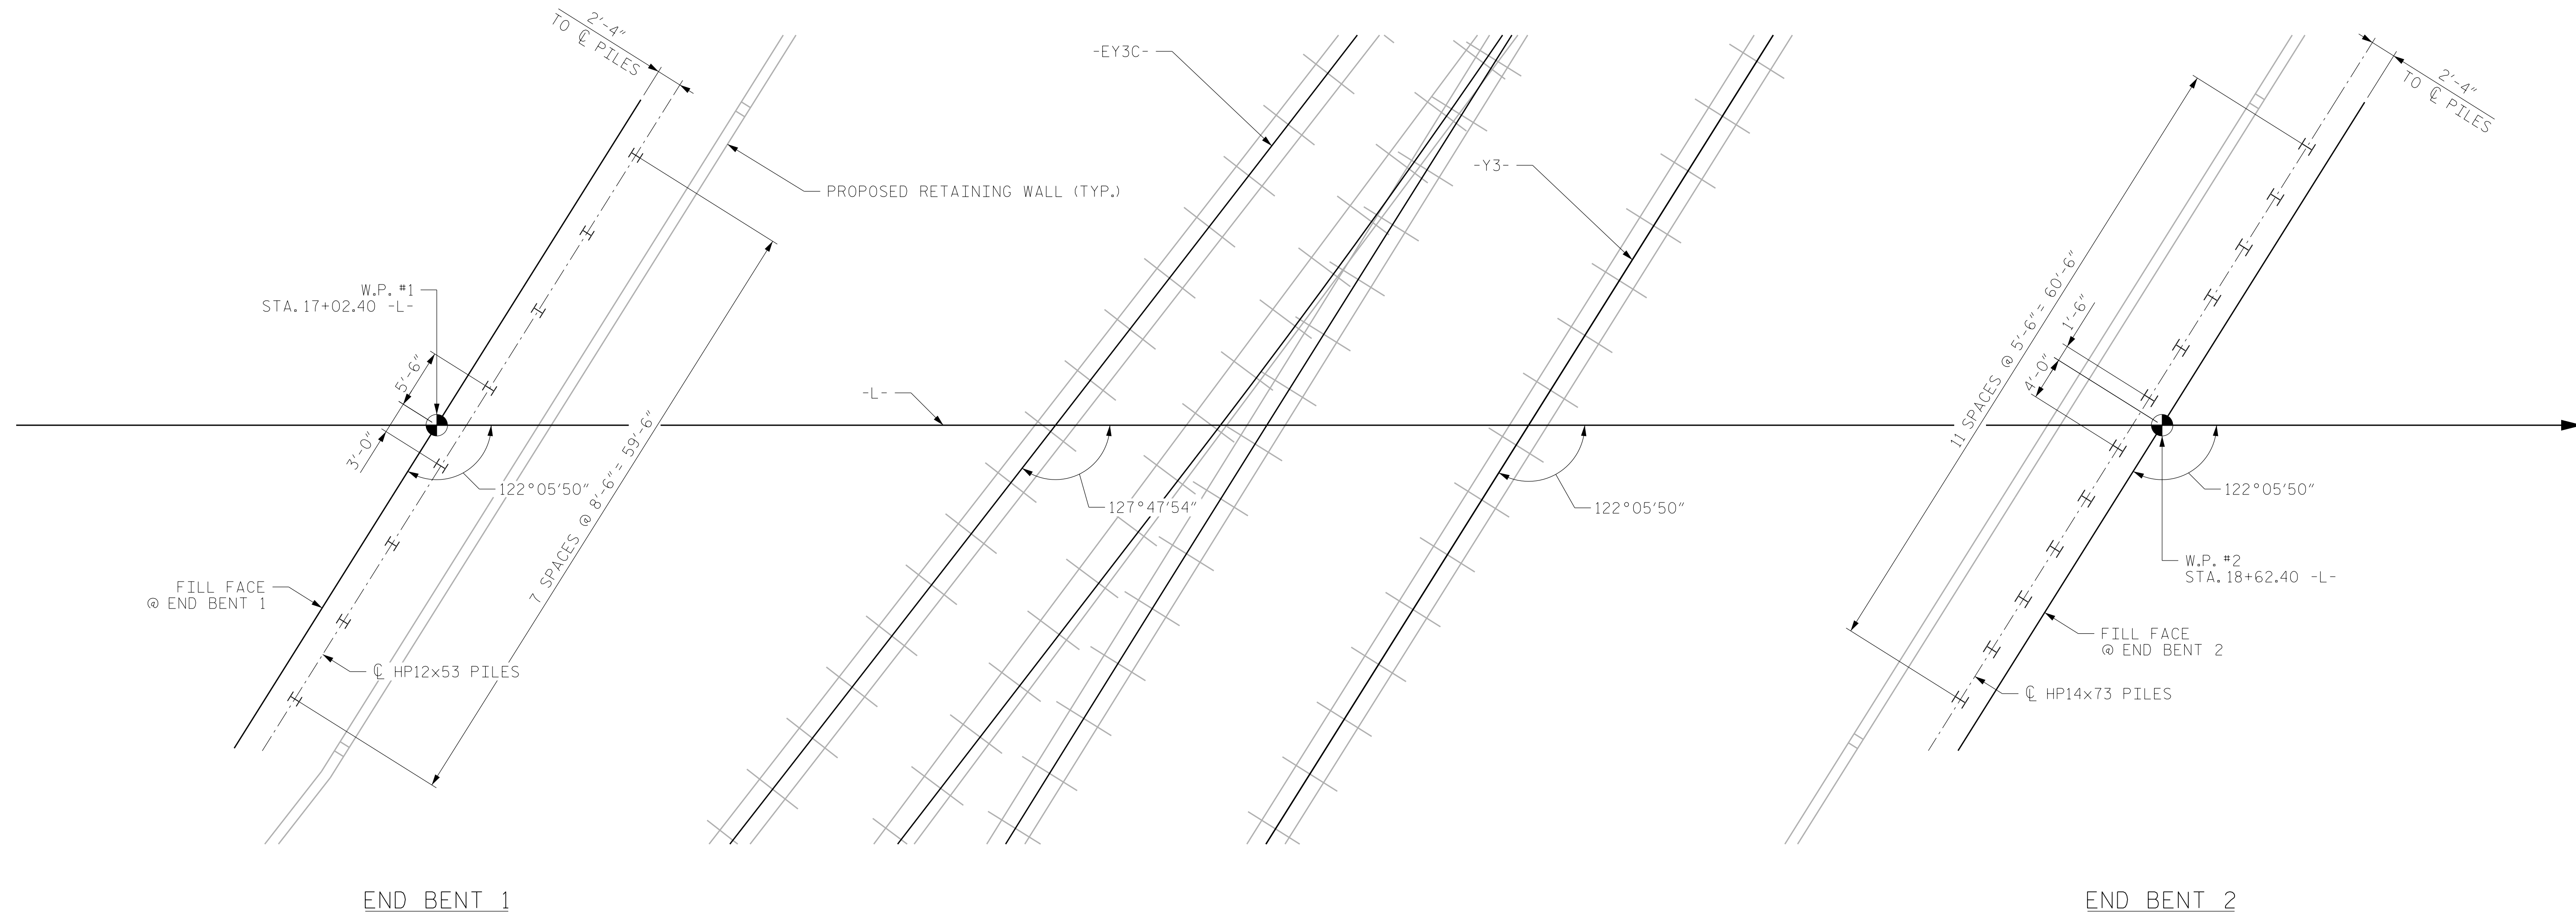 2'-4"
TO ℄ PILES
-EY3C-
2'-4"
TO ℄ PILES
-Y3-
PROPOSED RETAINING WALL (TYP.)
W.P. #1
STA. 17+02.40 -L-
5'-6"
3'-0"
122°05'50"
7 SPACES @ 8'-6" = 59'-6"
-L-
127°47'54"
122°05'50"
11 SPACES @ 5'-6" = 60'-6"
1'-6"
4'-0"
122°05'50"
W.P. #2
STA. 18+62.40 -L-
FILL FACE
@ END BENT 1
℄ HP12x53 PILES
FILL FACE
@ END BENT 2
℄ HP14x73 PILES
END BENT 1
END BENT 2